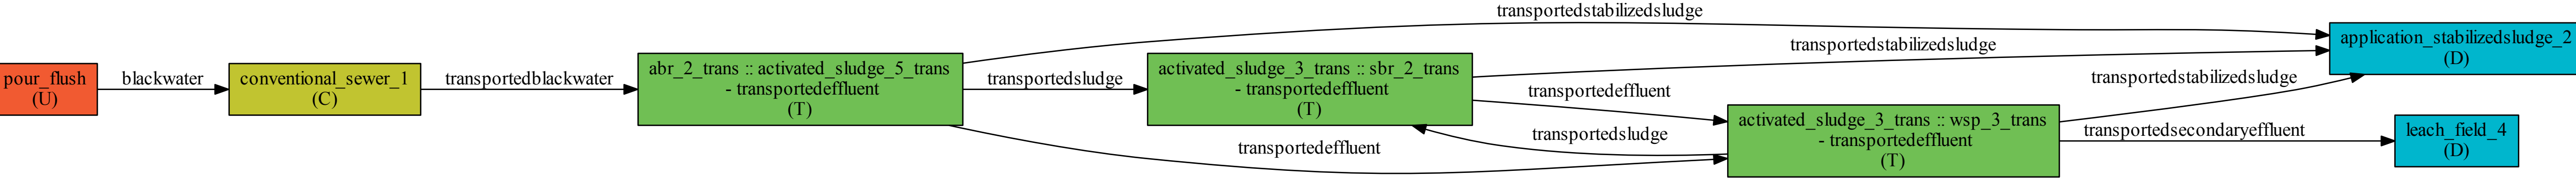 pour_flush
(U)
blackwater
conventional_sewer_1
(C)
transportedblackwater
abr_2_trans :: activated_sludge_5_trans
- transportedeffluent
(T)
transportedsludge
transportedeffluent
activated_sludge_3_trans :: sbr_2_trans
- transportedeffluent
(T)
transportedstabilizedsludge
transportedstabilizedsludge
transportedeffluent
transportedsludge
activated_sludge_3_trans :: wsp_3_trans
- transportedeffluent
(T)
transportedstabilizedsludge
transportedsecondaryeffluent
application_stabilizedsludge_2
(D)
leach_field_4
(D)